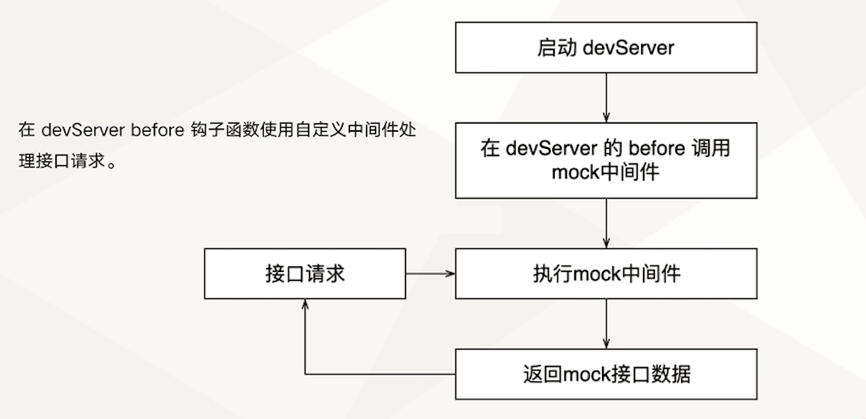 启动 devServer
在 devServer before 钩子函数使用自定义中间件处
理接口请求。
在 devServer 的 before 调用
mock中间件
接口请求
执行mock中间件
返回mock接口数据